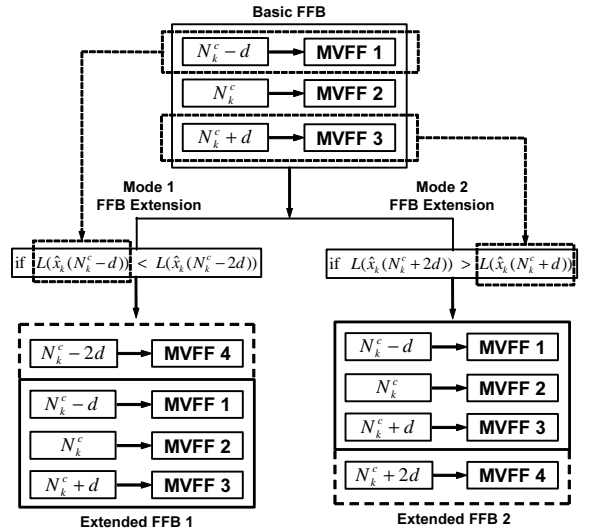 Basic FFB
N_k^c − d MVFF 1
N_k^c MVFF 2
N_k^c + d MVFF 3
Mode 1
FFB Extension
Mode 2
FFB Extension
if L(x̂_k(N_k^c − d)) < L(x̂_k(N_k^c − 2d))
if L(x̂_k(N_k^c + 2d)) > L(x̂_k(N_k^c + d))
N_k^c − 2d MVFF 4
N_k^c − d MVFF 1
N_k^c MVFF 2
N_k^c + d MVFF 3
Extended FFB 1
N_k^c − d MVFF 1
N_k^c MVFF 2
N_k^c + d MVFF 3
N_k^c + 2d MVFF 4
Extended FFB 2